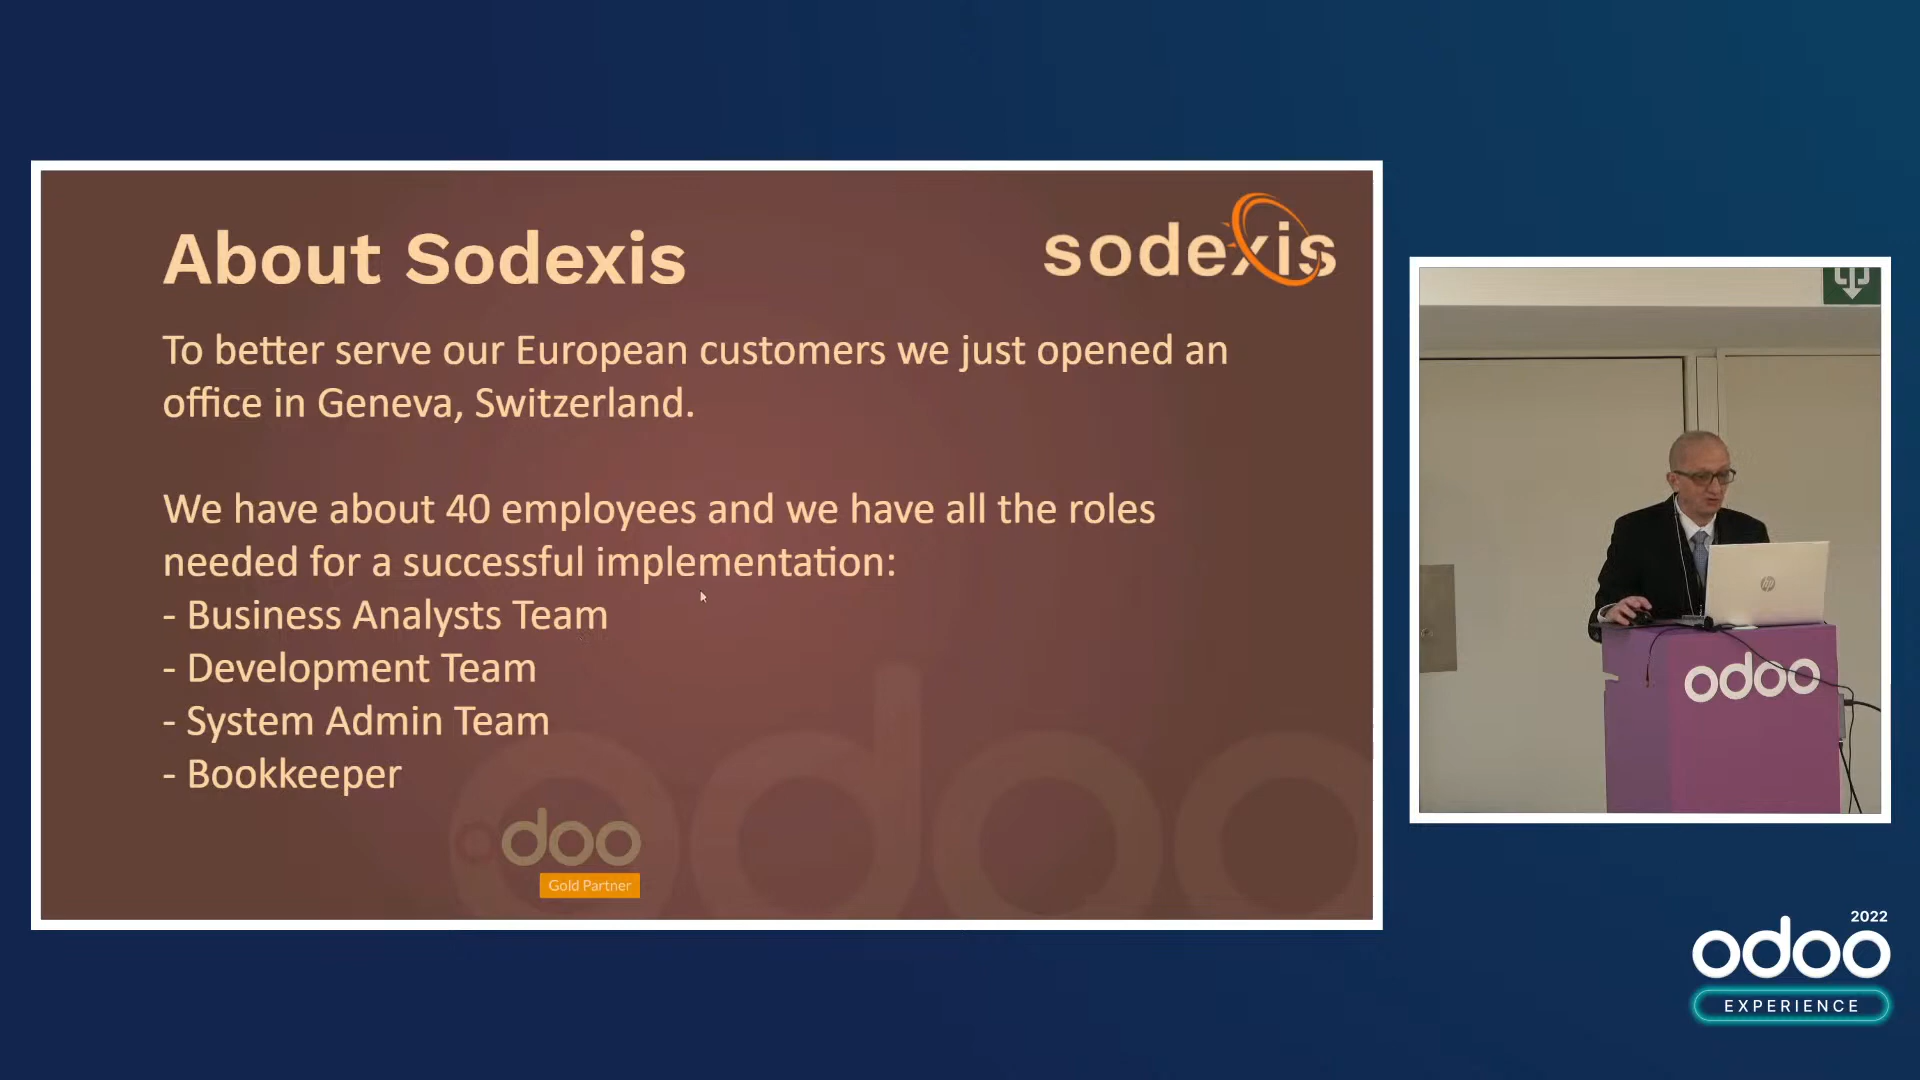 About Sodexis
sodexis
To better serve our European customers we just opened an
office in Geneva, Switzerland.
We have about 40 employees and we have all the roles
needed for a successful implementation:
- Business Analysts Team
- Development Team
- System Admin Team
- Bookkeeper
odoo
Gold Partner
odoo
odoo
2022
odoo
EXPERIENCE